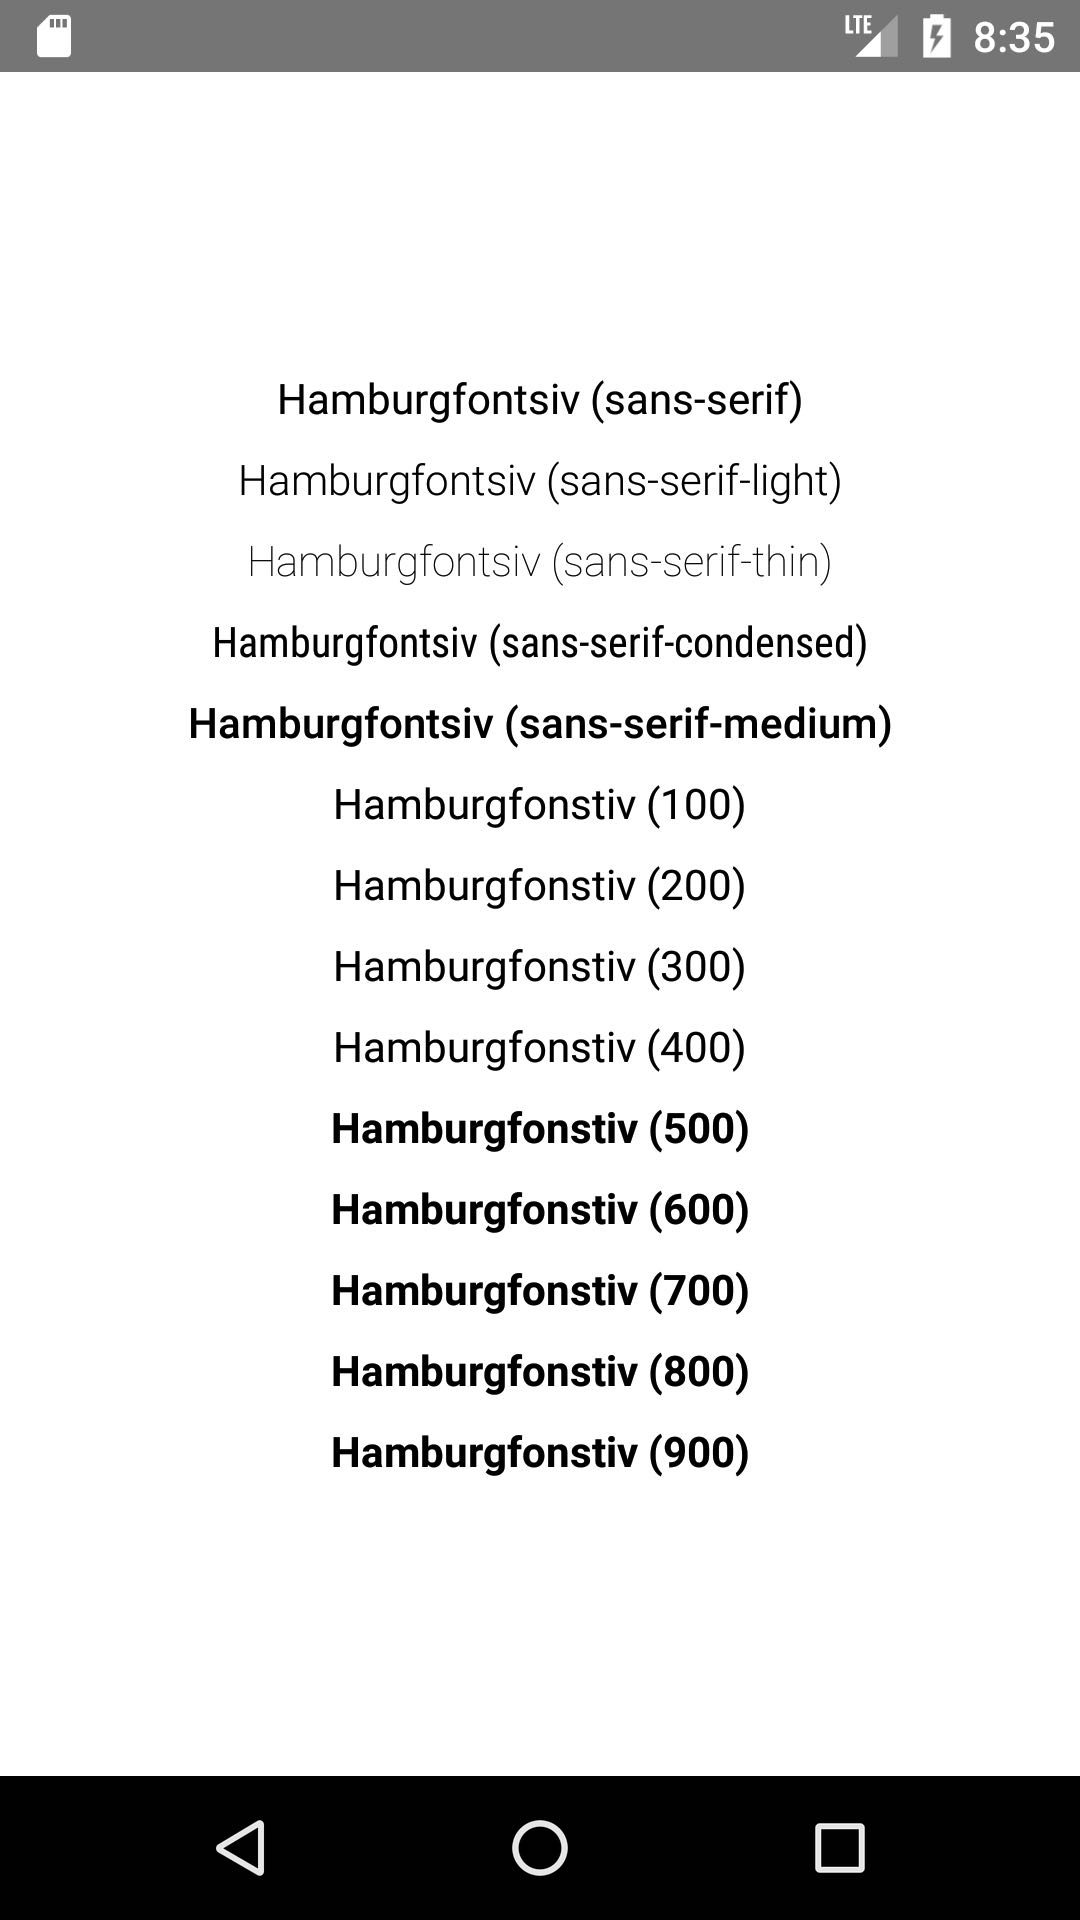 LTE 8:35
Hamburgfontsiv (sans-serif)
Hamburgfontsiv (sans-serif-light)
Hamburgfontsiv (sans-serif-thin)
Hamburgfontsiv (sans-serif-condensed)
Hamburgfontsiv (sans-serif-medium)
Hamburgfonstiv (100)
Hamburgfonstiv (200)
Hamburgfonstiv (300)
Hamburgfonstiv (400)
Hamburgfonstiv (500)
Hamburgfonstiv (600)
Hamburgfonstiv (700)
Hamburgfonstiv (800)
Hamburgfonstiv (900)